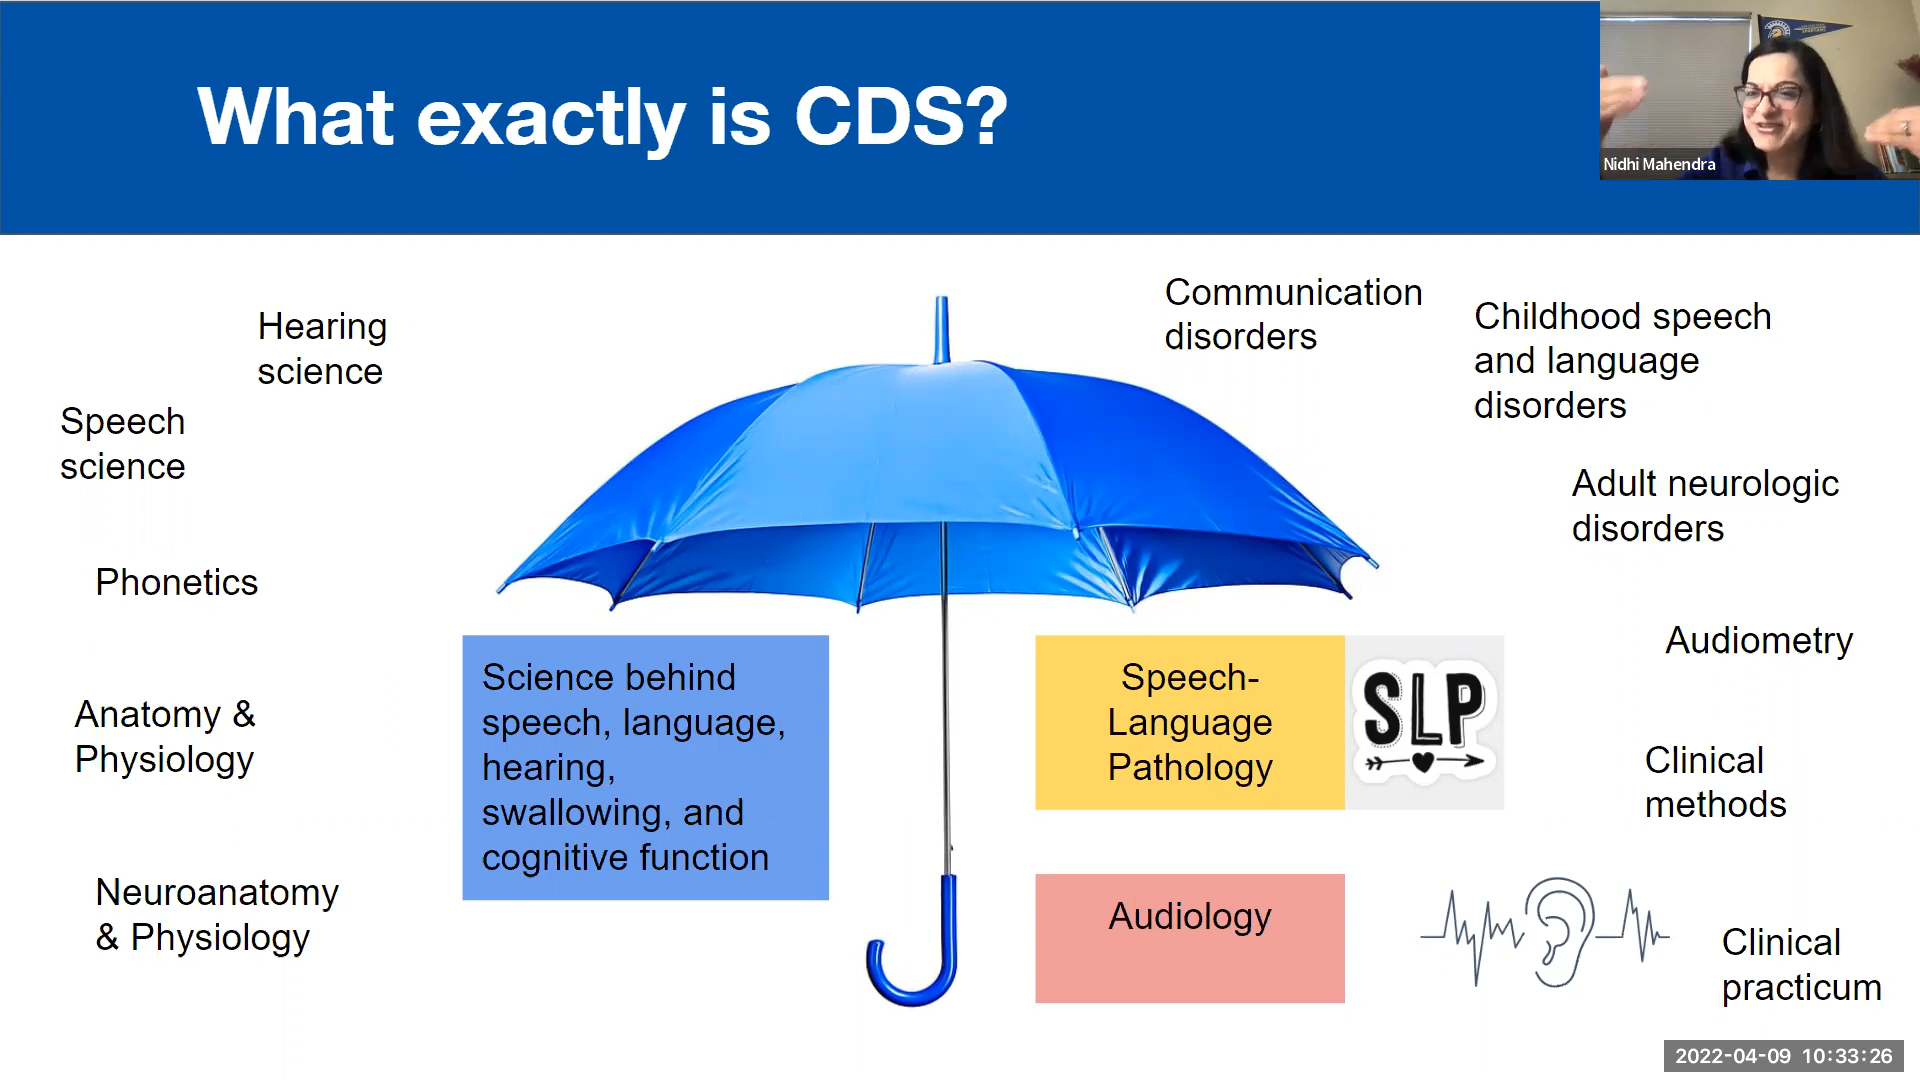 What exactly is CDS?
Nidhi Mahendra
Hearing
science
Speech
science
Phonetics
Anatomy &
Physiology
Neuroanatomy
& Physiology
Science behind
speech, language,
hearing,
swallowing, and
cognitive function
Communication
disorders
Childhood speech
and language
disorders
Adult neurologic
disorders
Speech-
Language
Pathology
SLP
Audiology
Audiometry
Clinical
methods
Clinical
practicum
2022-04-09 10:33:26